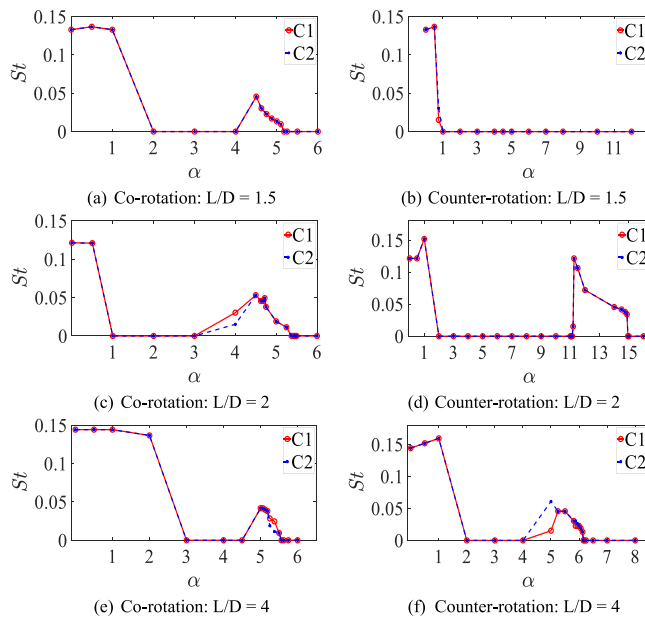 0.15
0.1
0.05
0
St
C1
C2
1 2 3 4 5 6
α
(a) Co-rotation: L/D = 1.5
0.15
0.1
0.05
0
St
C1
C2
1 3 5 7 9 11
α
(b) Counter-rotation: L/D = 1.5
0.15
0.1
0.05
0
St
C1
C2
1 2 3 4 5 6
α
(c) Co-rotation: L/D = 2
0.15
0.1
0.05
0
St
C1
C2
1 3 5 7 9 11 13 15
α
(d) Counter-rotation: L/D = 2
0.15
0.1
0.05
0
St
C1
C2
1 2 3 4 5 6
α
(e) Co-rotation: L/D = 4
0.15
0.1
0.05
0
St
C1
C2
1 2 3 4 5 6 7 8
α
(f) Counter-rotation: L/D = 4